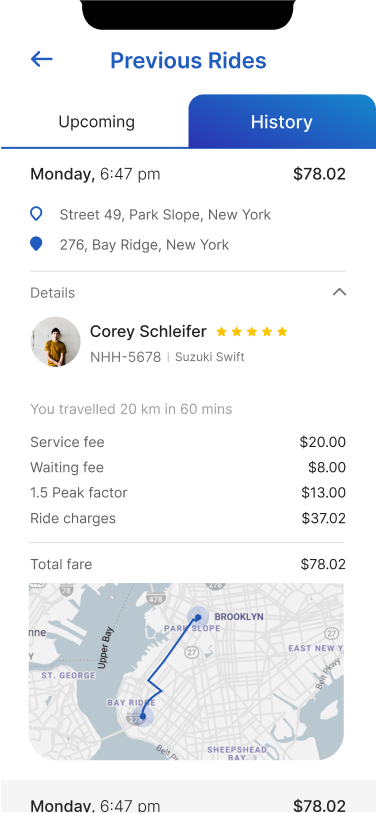 Previous Rides
Upcoming
History
Monday, 6:47 pm $78.02
Street 49, Park Slope, New York
276, Bay Ridge, New York
Details
Corey Schleifer
NHH-5678 | Suzuki Swift
You travelled 20 km in 60 mins
Service fee $20.00
Waiting fee $8.00
1.5 Peak factor $13.00
Ride charges $37.02
Total fare $78.02
78
478
278
BROOKLYN
PARK SLOPE
nne
Upper Bay
27
27
EAST NEW Y
ST. GEORGE
Belt Pkwy
BAY RIDGE
278
Belt P
SHEEPSHEAD
BAY
Monday, 6:47 pm $78.02